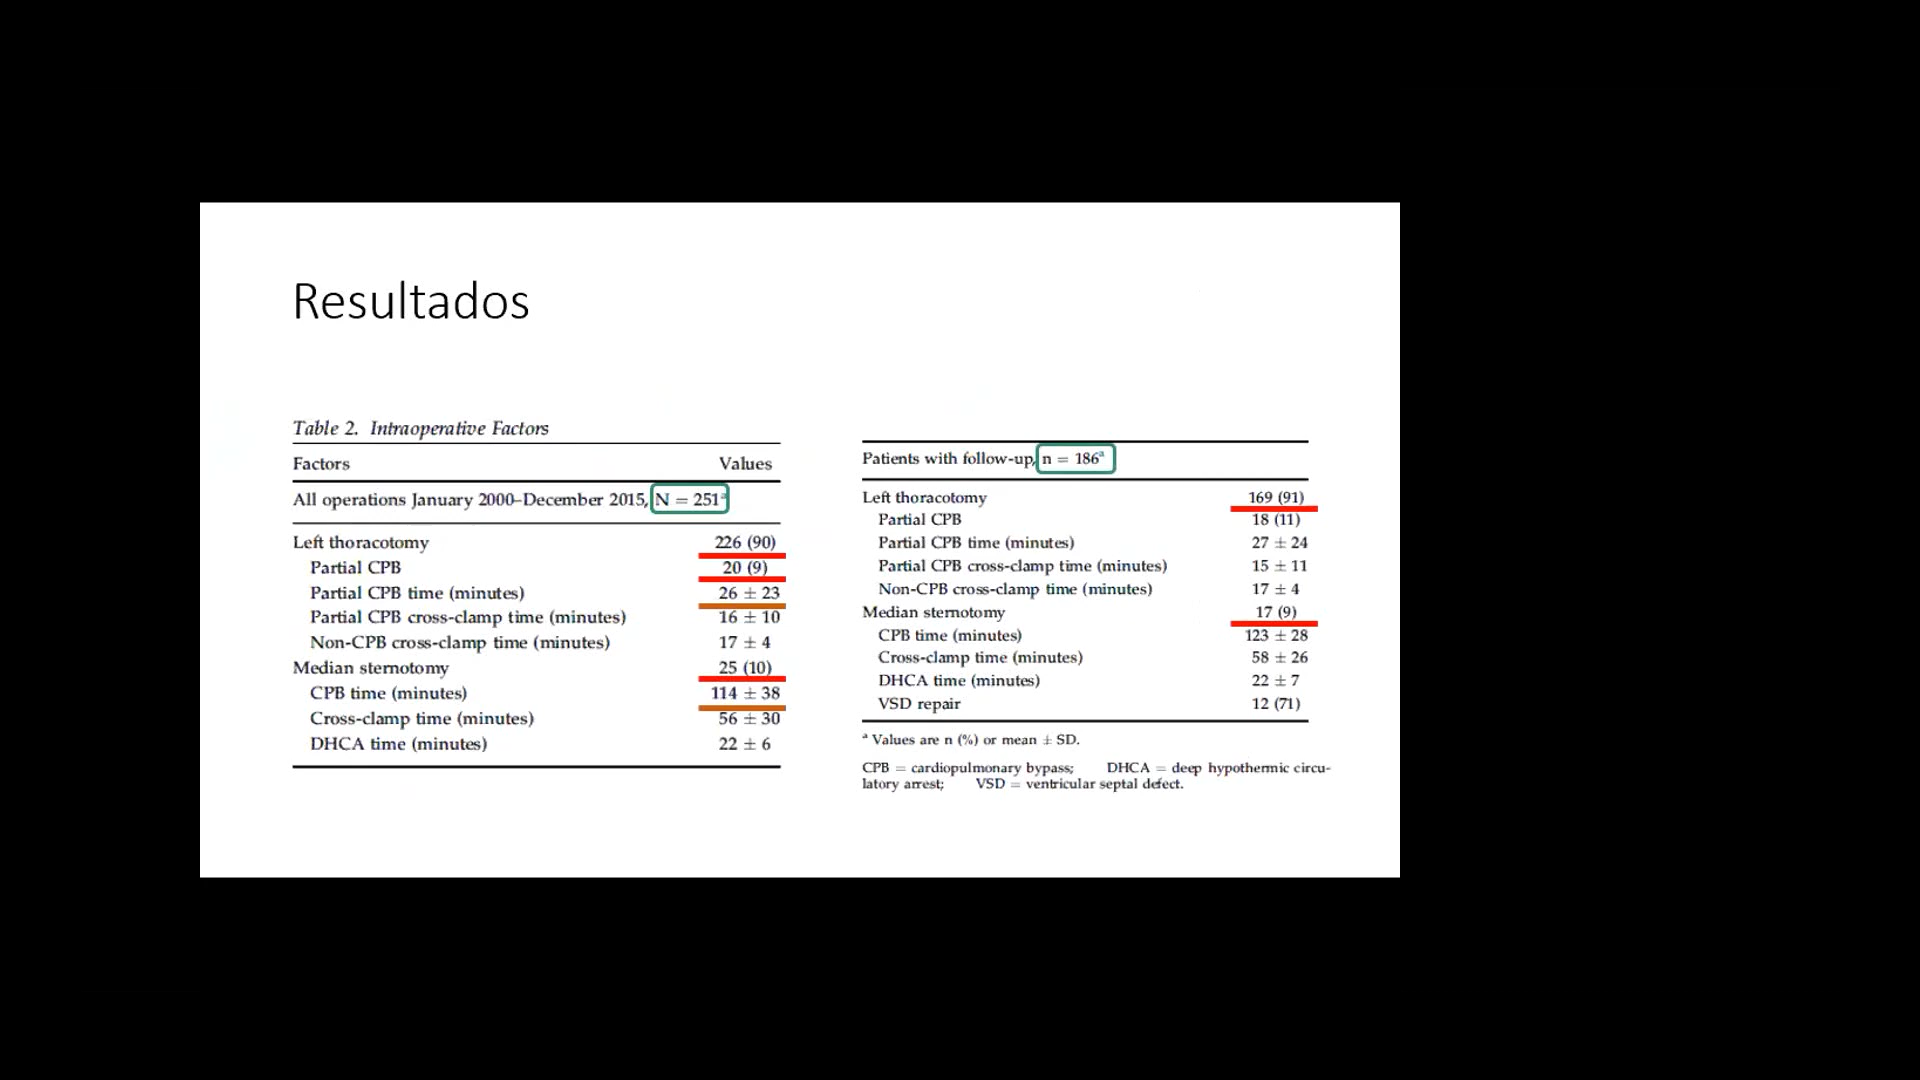 Resultados
Table 2. Intraoperative Factors
Factors Values
All operations January 2000–December 2015, N = 251a
Left thoracotomy 226 (90)
Partial CPB 20 (9)
Partial CPB time (minutes) 26 ± 23
Partial CPB cross-clamp time (minutes) 16 ± 10
Non-CPB cross-clamp time (minutes) 17 ± 4
Median sternotomy 25 (10)
CPB time (minutes) 114 ± 38
Cross-clamp time (minutes) 56 ± 30
DHCA time (minutes) 22 ± 6
Patients with follow-up, n = 186a
Left thoracotomy 169 (91)
Partial CPB 18 (11)
Partial CPB time (minutes) 27 ± 24
Partial CPB cross-clamp time (minutes) 15 ± 11
Non-CPB cross-clamp time (minutes) 17 ± 4
Median sternotomy 17 (9)
CPB time (minutes) 123 ± 28
Cross-clamp time (minutes) 58 ± 26
DHCA time (minutes) 22 ± 7
VSD repair 12 (71)
a Values are n (%) or mean ± SD.
CPB = cardiopulmonary bypass; DHCA = deep hypothermic circu-
latory arrest; VSD = ventricular septal defect.